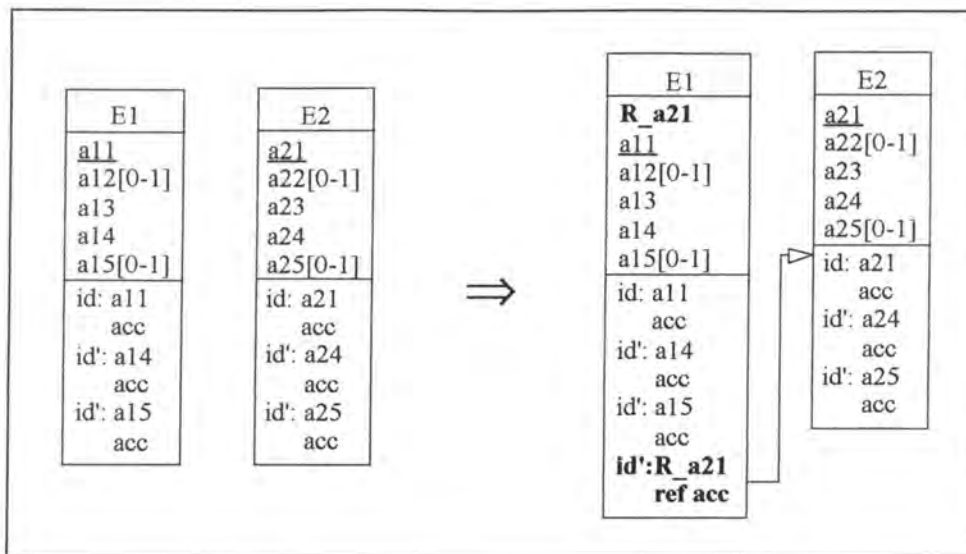 E1
a11
a12[0-1]
a13
a14
a15[0-1]
id: a11
acc
id': a14
acc
id': a15
acc
E2
a21
a22[0-1]
a23
a24
a25[0-1]
id: a21
acc
id': a24
acc
id': a25
acc
⇒
E1
R_a21
a11
a12[0-1]
a13
a14
a15[0-1]
id: a11
acc
id': a14
acc
id': a15
acc
id':R_a21
ref acc
E2
a21
a22[0-1]
a23
a24
a25[0-1]
id: a21
acc
id': a24
acc
id': a25
acc